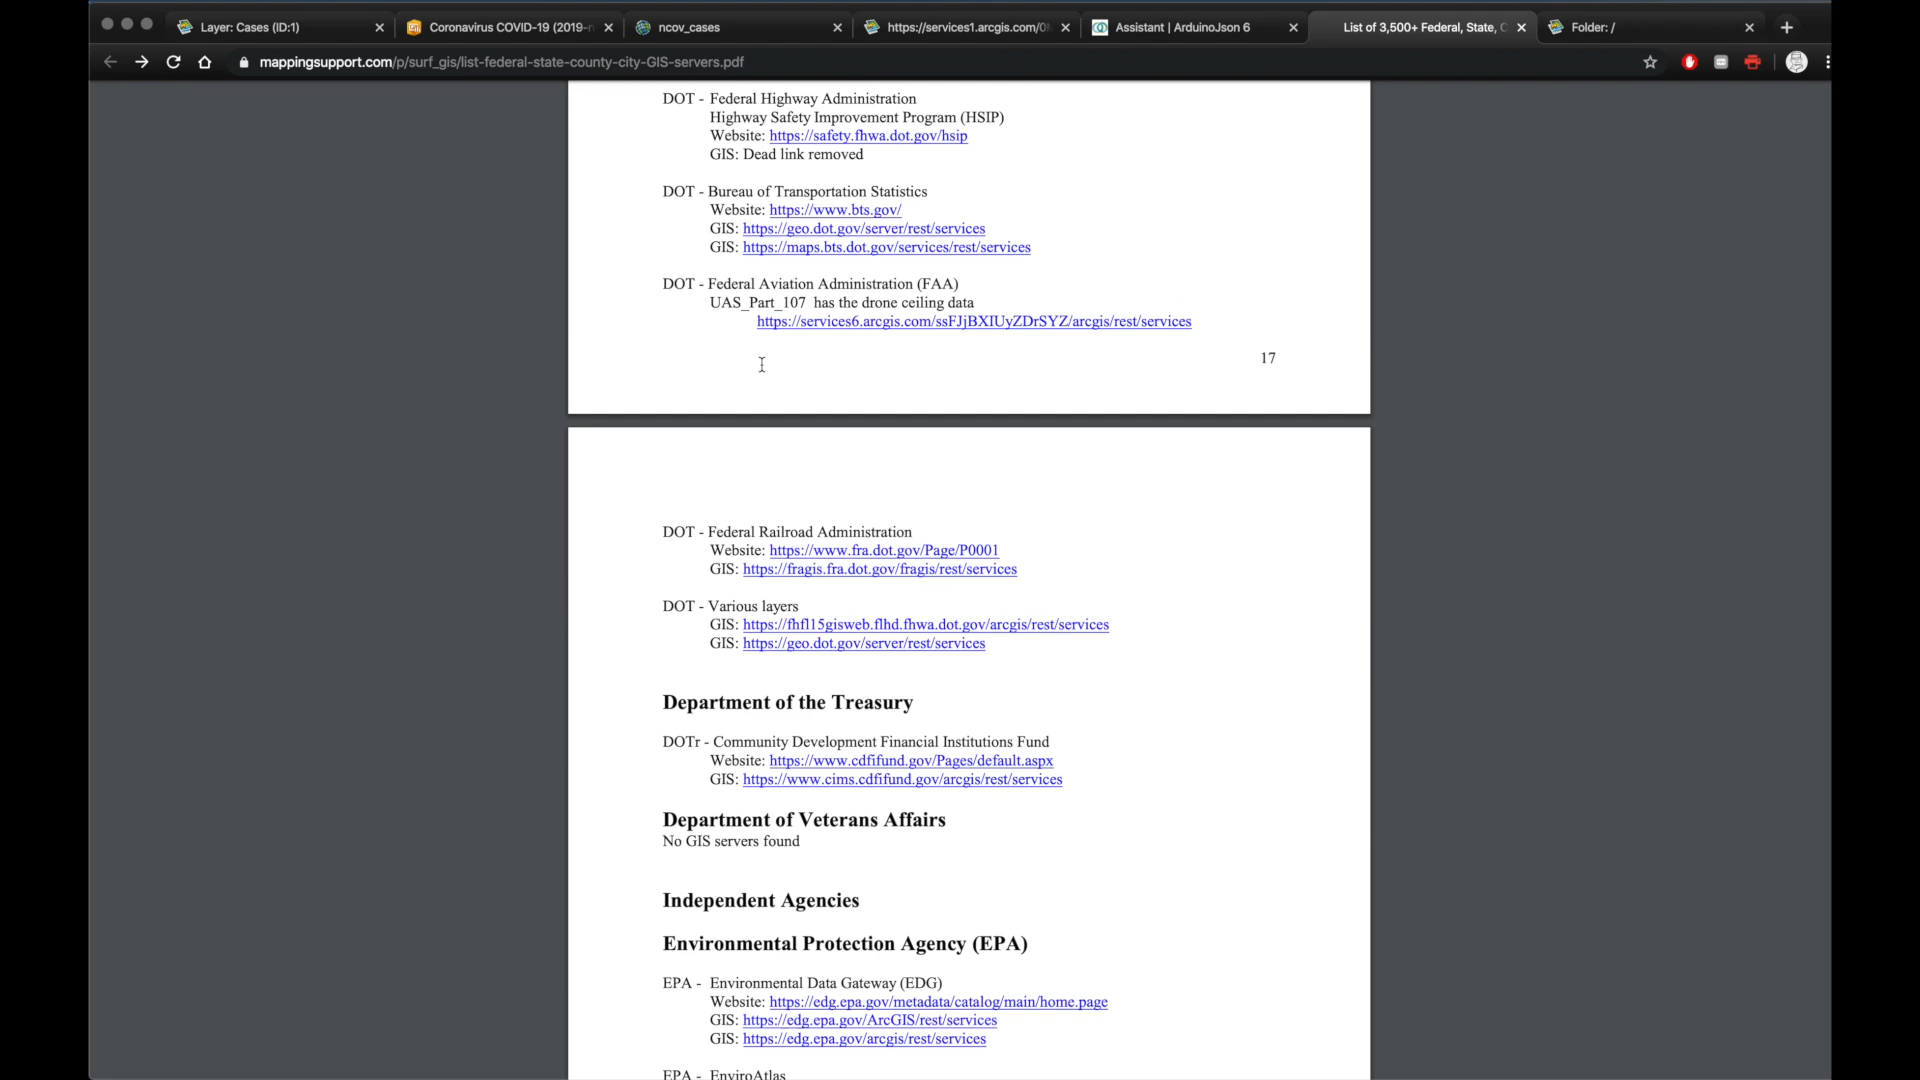 Layer: Cases (ID:1)
Coronavirus COVID-19 (2019-n
ncov_cases
https://services1.arcgis.com/0
Assistant | ArduinoJson 6
List of 3,500+ Federal, State, C
Folder: /
mappingsupport.com/p/surf_gis/list-federal-state-county-city-GIS-servers.pdf
DOT - Federal Highway Administration
Highway Safety Improvement Program (HSIP)
Website: https://safety.fhwa.dot.gov/hsip
GIS: Dead link removed
DOT - Bureau of Transportation Statistics
Website: https://www.bts.gov/
GIS: https://geo.dot.gov/server/rest/services
GIS: https://maps.bts.dot.gov/services/rest/services
DOT - Federal Aviation Administration (FAA)
UAS_Part_107 has the drone ceiling data
https://services6.arcgis.com/ssFJjBXIUyZDrSYZ/arcgis/rest/services
17
DOT - Federal Railroad Administration
Website: https://www.fra.dot.gov/Page/P0001
GIS: https://fragis.fra.dot.gov/fragis/rest/services
DOT - Various layers
GIS: https://fhfl15gisweb.flhd.fhwa.dot.gov/arcgis/rest/services
GIS: https://geo.dot.gov/server/rest/services
Department of the Treasury
DOTr - Community Development Financial Institutions Fund
Website: https://www.cdfifund.gov/Pages/default.aspx
GIS: https://www.cims.cdfifund.gov/arcgis/rest/services
Department of Veterans Affairs
No GIS servers found
Independent Agencies
Environmental Protection Agency (EPA)
EPA - Environmental Data Gateway (EDG)
Website: https://edg.epa.gov/metadata/catalog/main/home.page
GIS: https://edg.epa.gov/ArcGIS/rest/services
GIS: https://edg.epa.gov/arcgis/rest/services
EPA - EnviroAtlas